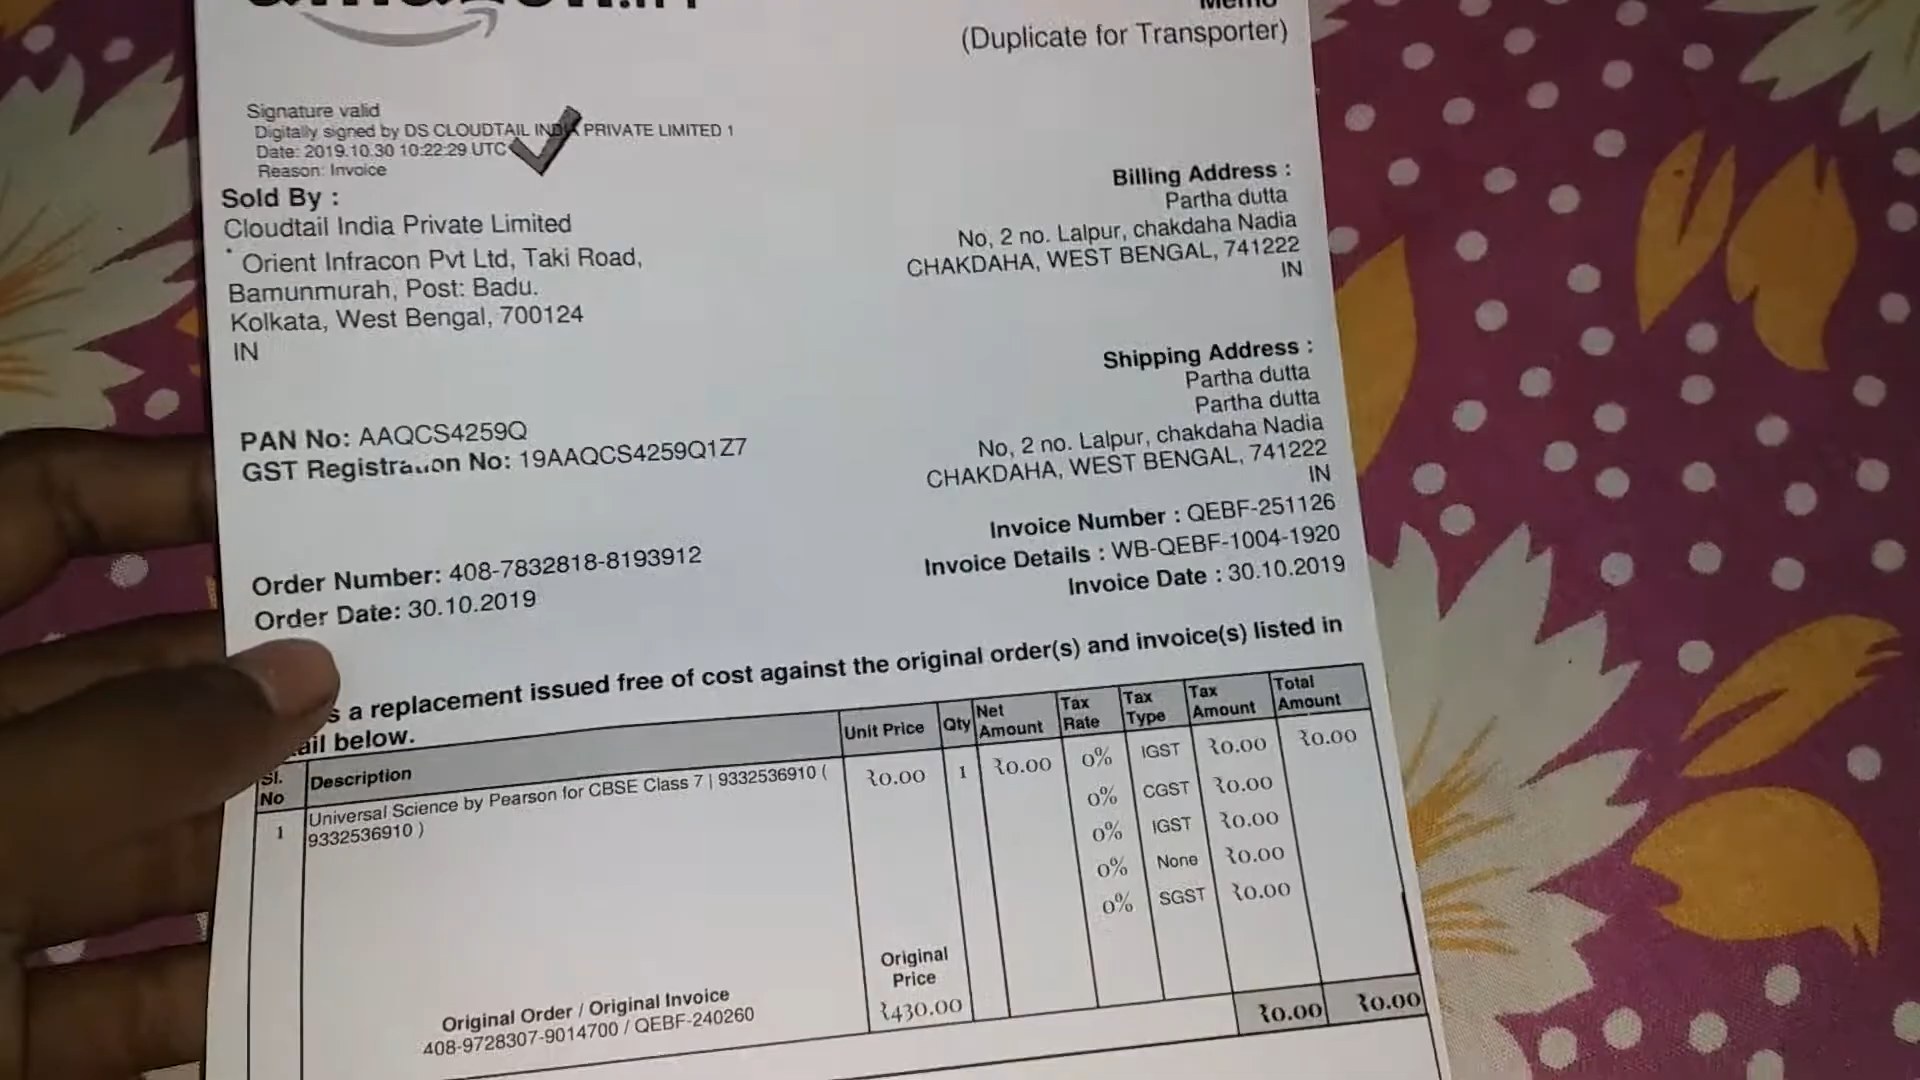 amazon.in
Memo
(Duplicate for Transporter)
Signature valid
Digitally signed by DS CLOUDTAIL INDIA PRIVATE LIMITED 1
Date: 2019.10.30 10:22:29 UTC
Reason: Invoice
Sold By :
Cloudtail India Private Limited
* Orient Infracon Pvt Ltd, Taki Road,
Bamunmurah, Post: Badu.
Kolkata, West Bengal, 700124
IN
Billing Address :
Partha dutta
No, 2 no. Lalpur, chakdaha Nadia
CHAKDAHA, WEST BENGAL, 741222
IN
Shipping Address :
Partha dutta
Partha dutta
No, 2 no. Lalpur, chakdaha Nadia
CHAKDAHA, WEST BENGAL, 741222
IN
PAN No: AAQCS4259Q
GST Registration No: 19AAQCS4259Q1Z7
Invoice Number : QEBF-251126
Invoice Details : WB-QEBF-1004-1920
Invoice Date : 30.10.2019
Order Number: 408-7832818-8193912
Order Date: 30.10.2019
a replacement issued free of cost against the original order(s) and invoice(s) listed in
below.
Sl. No Description Unit Price Qty Net Amount Tax Rate Tax Type Tax Amount Total Amount
1 Universal Science by Pearson for CBSE Class 7 | 9332536910 ( ₹0.00 1 ₹0.00 0% IGST ₹0.00 ₹0.00
9332536910 ) 0% CGST ₹0.00
0% IGST ₹0.00
0% None ₹0.00
0% SGST ₹0.00
Original Price
Original Order / Original Invoice
408-9728307-9014700 / QEBF-240260 ₹430.00
₹0.00 ₹0.00